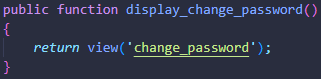 public function display_change_password()
{
    return view('change_password');
}